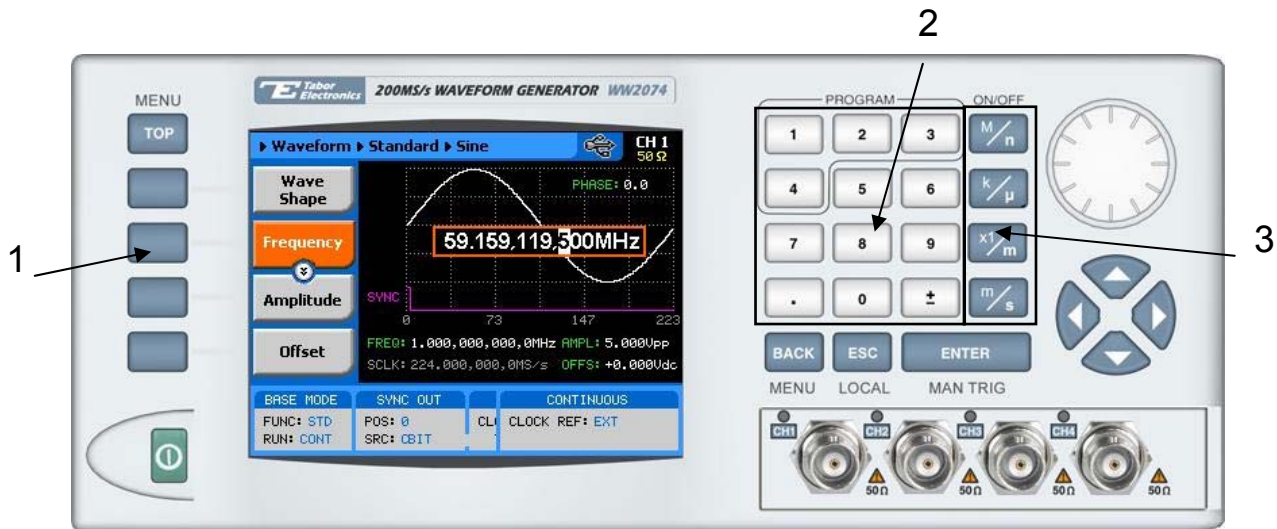 2
1
3
MENU
TOP
Tabor Electronics 200MS/s WAVEFORM GENERATOR WW2074
▸ Waveform ▸ Standard ▸ Sine
CH 1
50 Ω
Wave Shape
Frequency
Amplitude
Offset
PHASE: 0.0
59.159,119,500MHz
SYNC
0 73 147 223
FREQ: 1.000,000,000,0MHz AMPL: 5.000Vpp
SCLK: 224.000,000,0MS/s OFFS: +0.000Vdc
BASE MODE
FUNC: STD
RUN: CONT
SYNC OUT
POS: 0
SRC: CBIT
CL
CONTINUOUS
CLOCK REF: EXT
PROGRAM
ON/OFF
1 2 3 M/n
4 5 6 k/µ
7 8 9 x1/m
. 0 ± m/s
BACK ESC ENTER
MENU LOCAL MAN TRIG
CH1 CH2 CH3 CH4
50Ω 50Ω 50Ω 50Ω